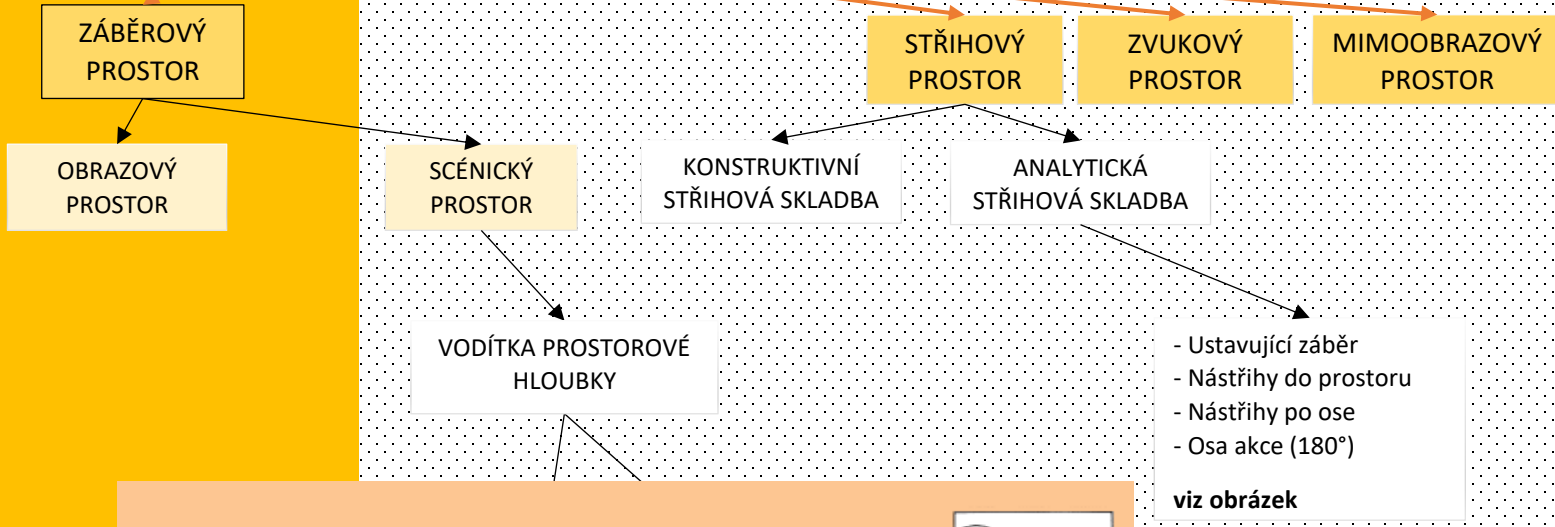 ZÁBĚROVÝ
PROSTOR
STŘIHOVÝ
PROSTOR
ZVUKOVÝ
PROSTOR
MIMOOBRAZOVÝ
PROSTOR
OBRAZOVÝ
PROSTOR
SCÉNICKÝ
PROSTOR
KONSTRUKTIVNÍ
STŘIHOVÁ SKLADBA
ANALYTICKÁ
STŘIHOVÁ SKLADBA
VODÍTKA PROSTOROVÉ
HLOUBKY
- Ustavující záběr
- Nástřihy do prostoru
- Nástřihy po ose
- Osa akce (180°)
viz obrázek